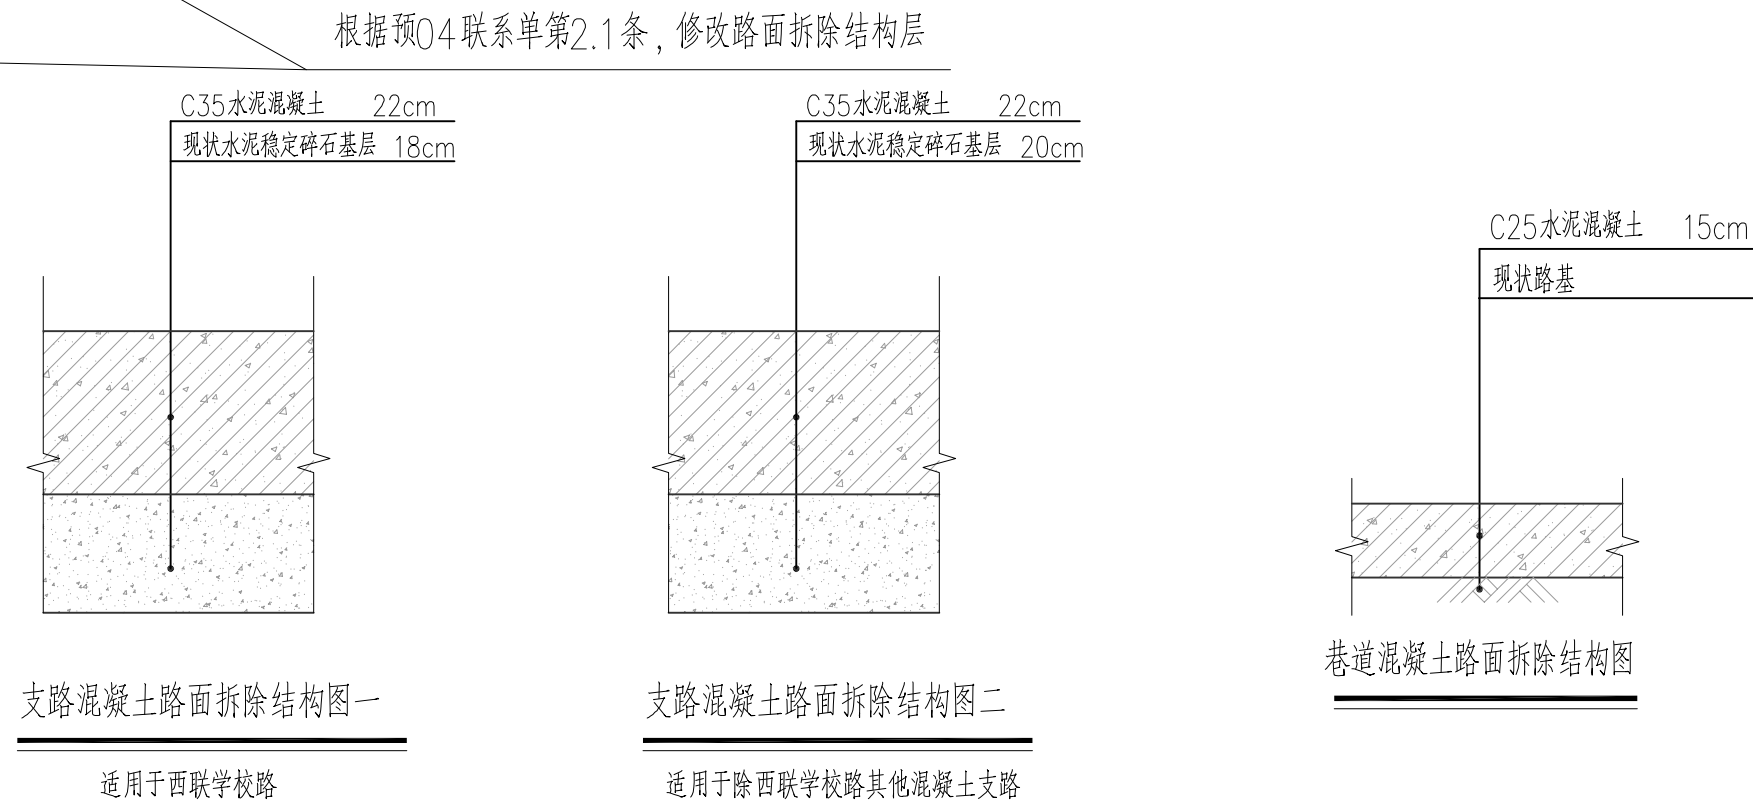 根据预04联系单第2.1条，修改路面拆除结构层
C35水泥混凝土 22cm
现状水泥稳定碎石基层 18cm
支路混凝土路面拆除结构图一
适用于西联学校路
C35水泥混凝土 22cm
现状水泥稳定碎石基层 20cm
支路混凝土路面拆除结构图二
适用于除西联学校路其他混凝土支路
C25水泥混凝土 15cm
现状路基
巷道混凝土路面拆除结构图